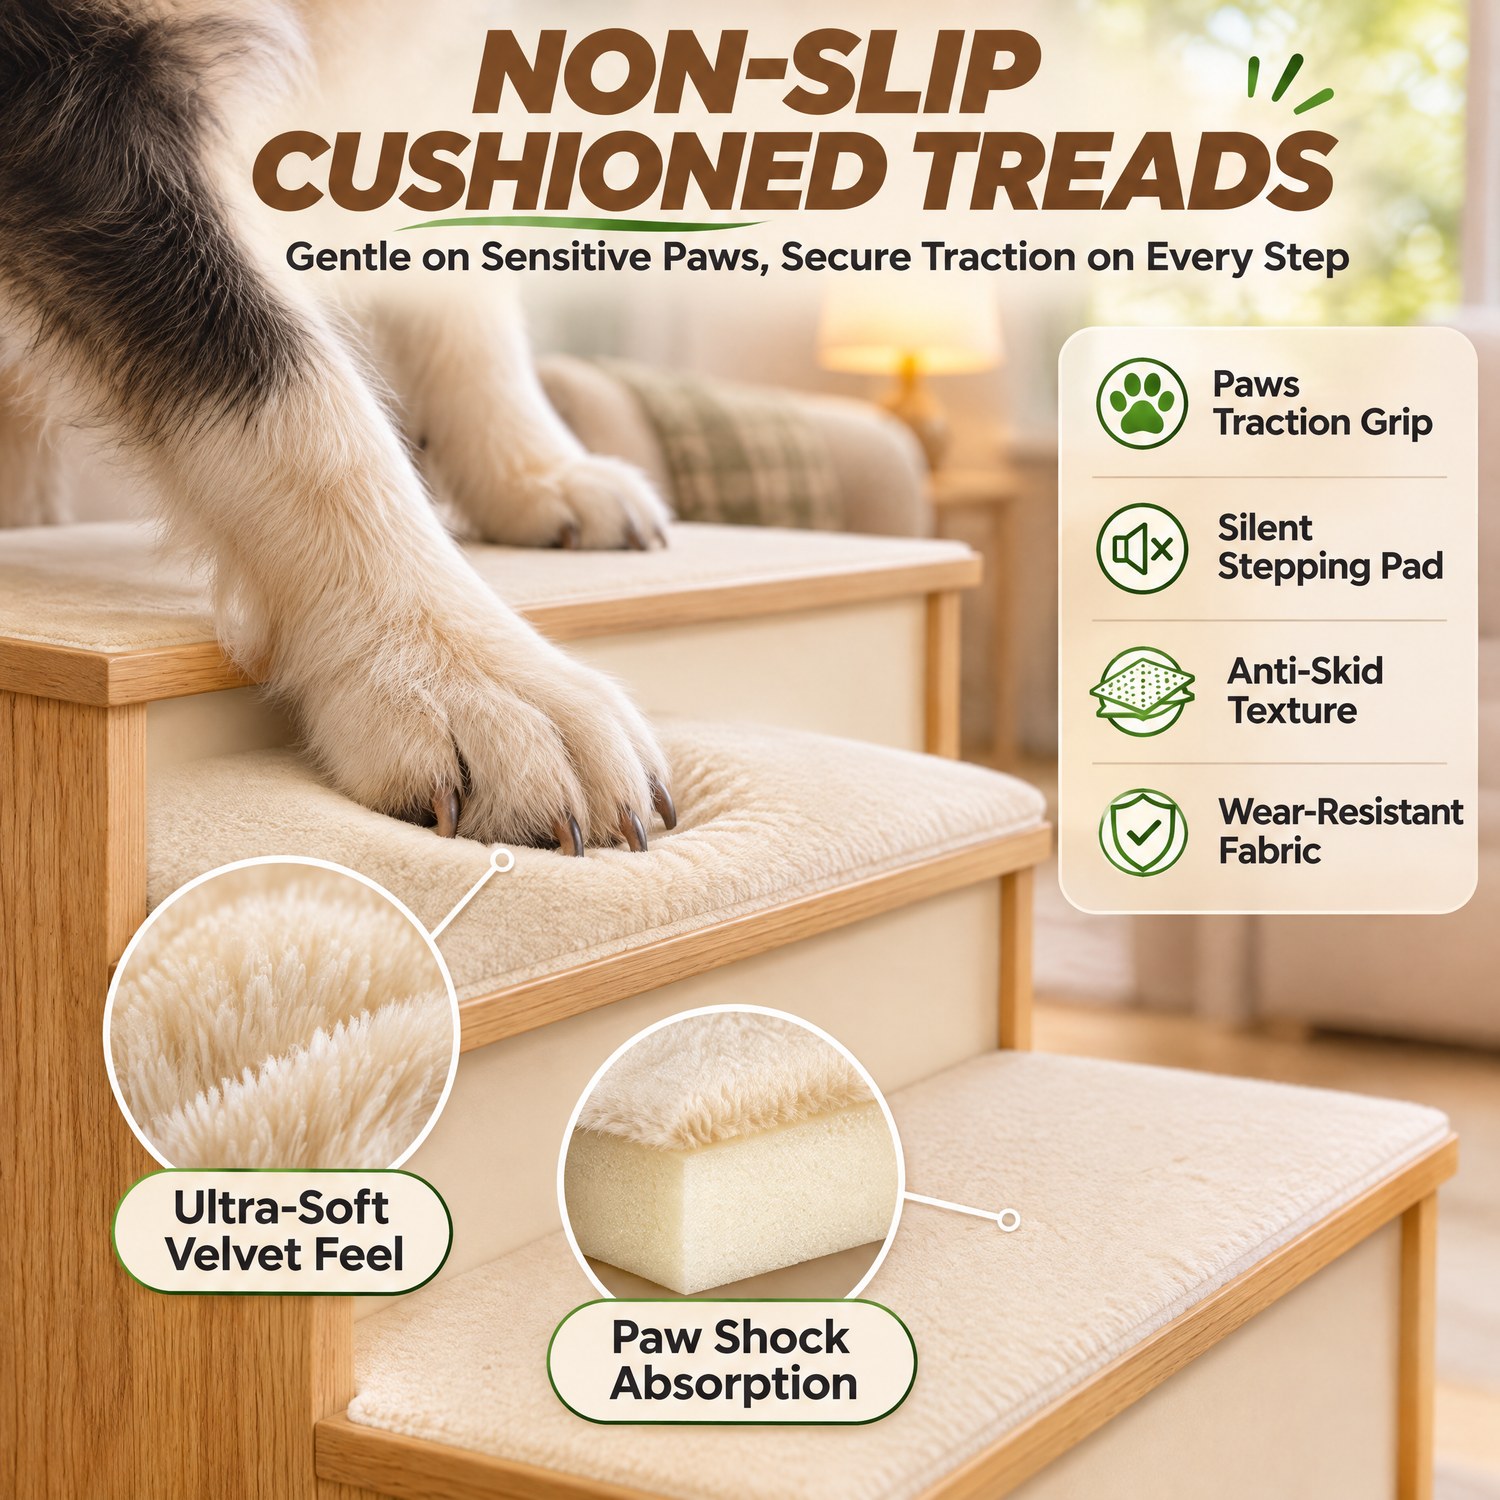 NON-SLIP
CUSHIONED TREADS
Gentle on Sensitive Paws, Secure Traction on Every Step
Paws
Traction Grip
Silent
Stepping Pad
Anti-Skid
Texture
Wear-Resistant
Fabric
Ultra-Soft
Velvet Feel
Paw Shock
Absorption